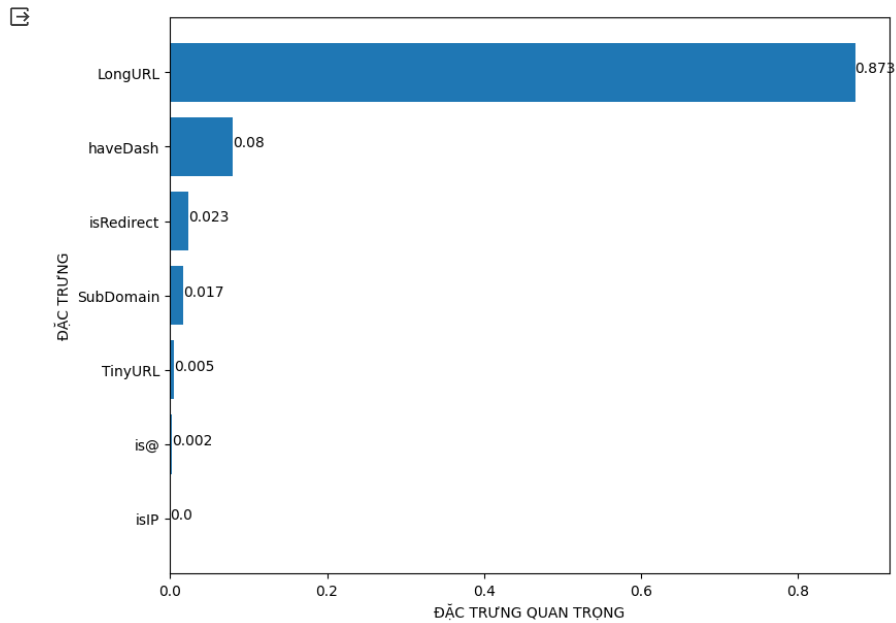 LongURL
0.873
haveDash
0.08
isRedirect
0.023
SubDomain
0.017
TinyURL
0.005
is@
0.002
isIP
0.0
ĐẶC TRƯNG
0.0 0.2 0.4 0.6 0.8
ĐẶC TRƯNG QUAN TRỌNG